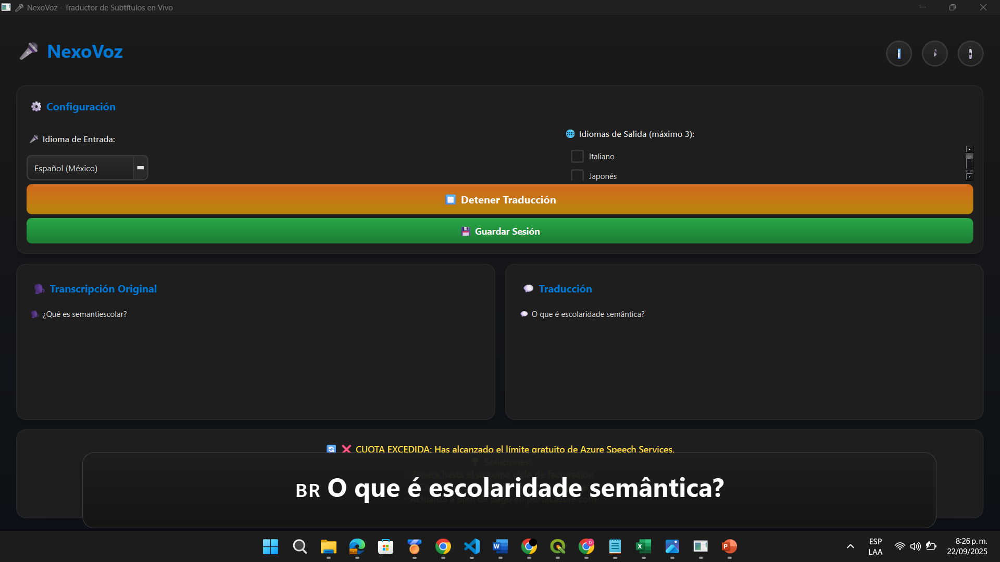 NexoVoz - Traductor de Subtítulos en Vivo
NexoVoz
Configuración
Idioma de Entrada:
Español (México)
Idiomas de Salida (máximo 3):
Italiano
Japonés
Detener Traducción
Guardar Sesión
Transcripción Original
¿Qué es semantiescolar?
Traducción
O que é escolaridade semântica?
CUOTA EXCEDIDA: Has alcanzado el límite gratuito de Azure Speech Services.
Soluciones:
• Espera hasta el próximo ciclo de facturación
BR O que é escolaridade semântica?
ESP
LAA
8:26 p. m.
22/09/2025